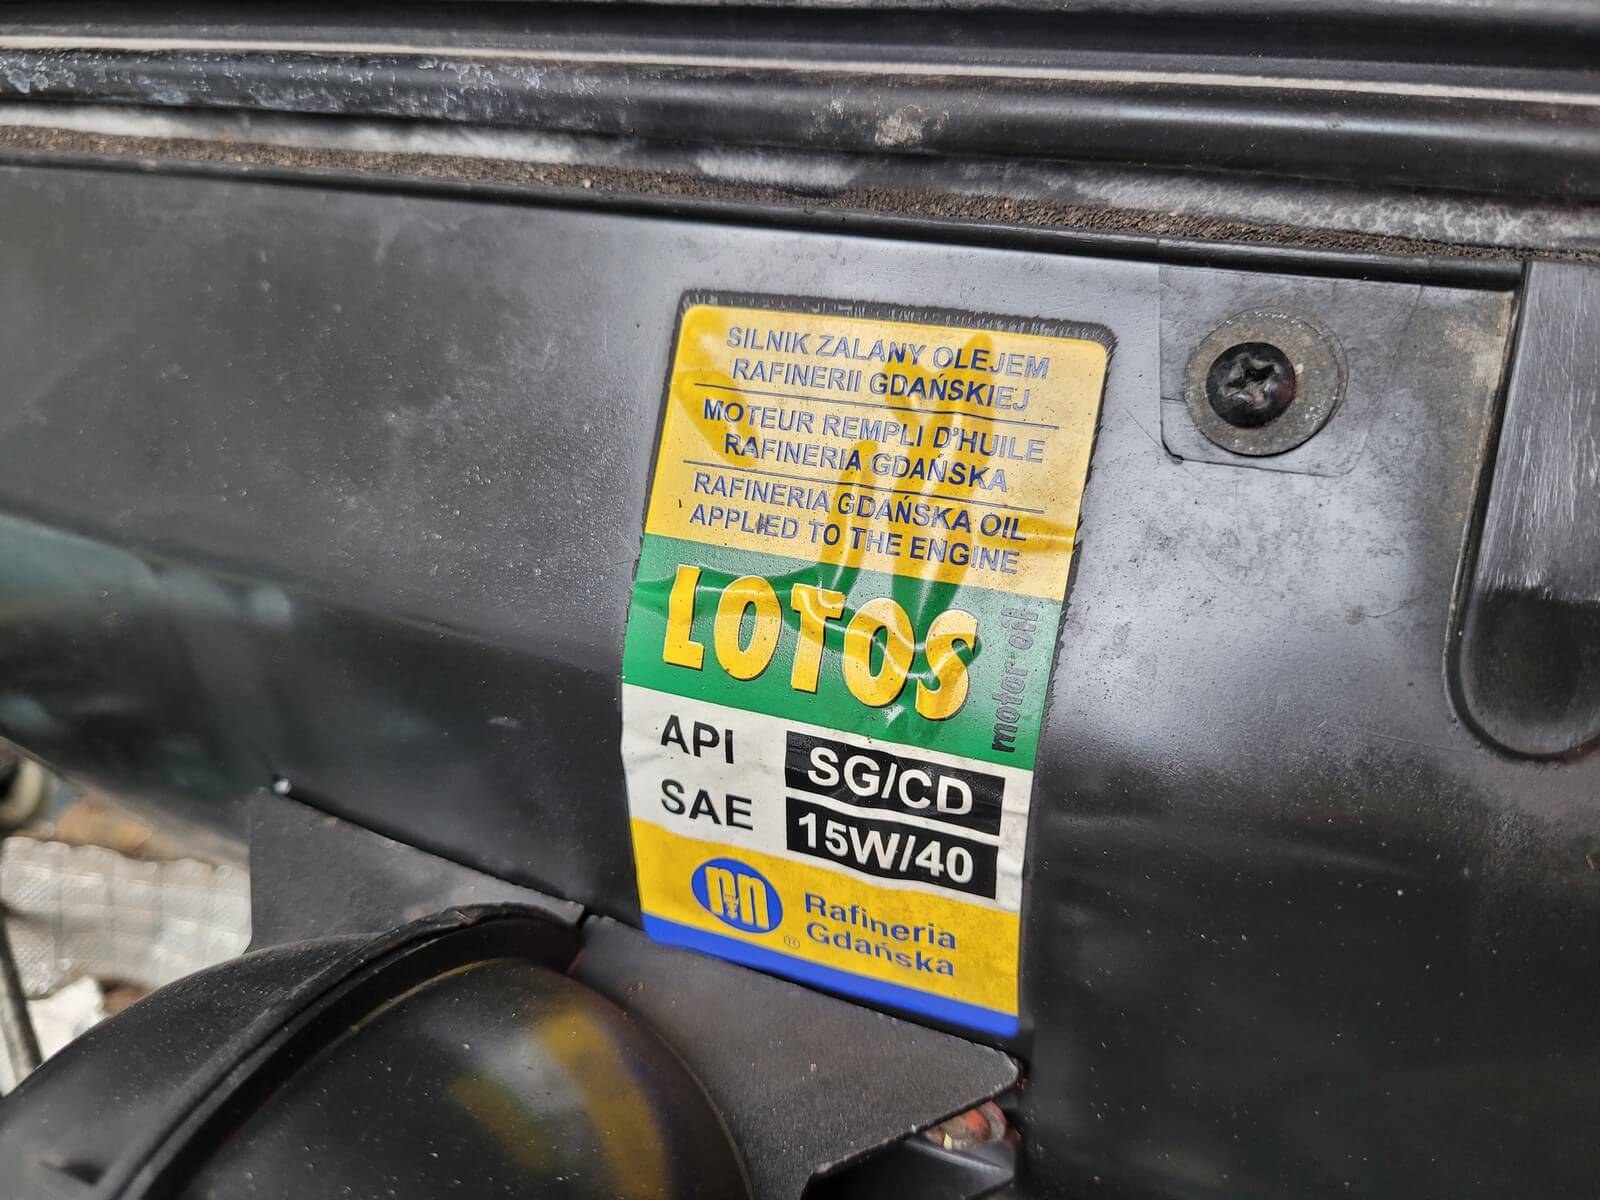 SILNIK ZALANY OLEJEM
RAFINERII GDAŃSKIEJ
MOTEUR REMPLI D'HUILE
RAFINERIA GDAŃSKA
RAFINERIA GDAŃSKA OIL
APPLIED TO THE ENGINE
LOTOS
motor oil
API SG/CD
SAE 15W/40
®
Rafineria
Gdańska